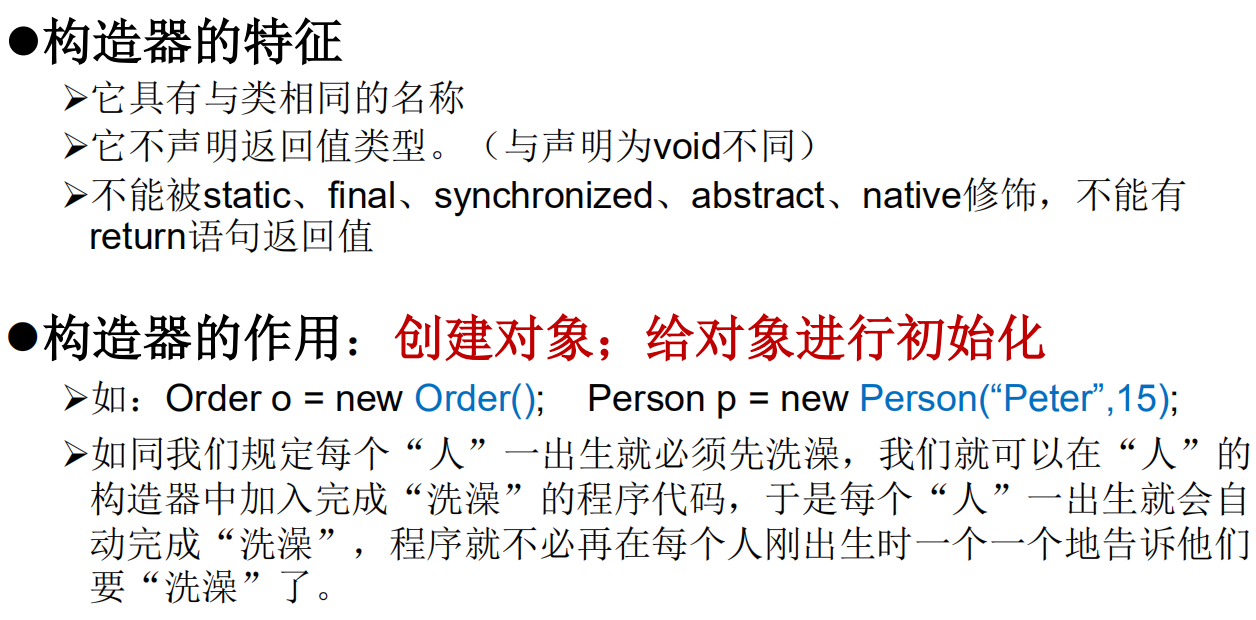 ●构造器的特征
➢它具有与类相同的名称
➢它不声明返回值类型。（与声明为void不同）
➢不能被static、final、synchronized、abstract、native修饰，不能有
return语句返回值
●构造器的作用：创建对象；给对象进行初始化
➢如：Order o = new Order(); Person p = new Person(“Peter”,15);
➢如同我们规定每个“人”一出生就必须先洗澡，我们就可以在“人”的
构造器中加入完成“洗澡”的程序代码，于是每个“人”一出生就会自
动完成“洗澡”，程序就不必再在每个人刚出生时一个一个地告诉他们
要“洗澡”了。